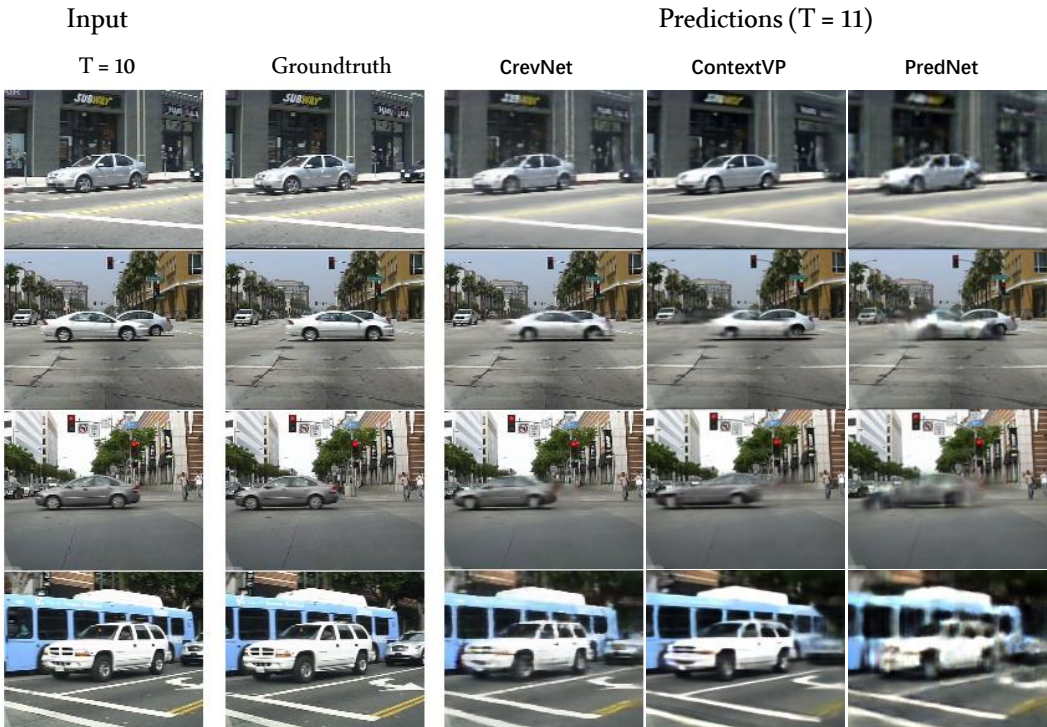 Input
Predictions (T = 11)
T = 10
Groundtruth
CrevNet
ContextVP
PredNet
SUBWAY
SUBWAY